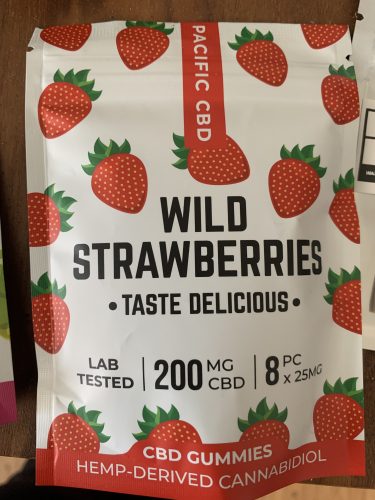 PACIFIC CBD
WILD
STRAWBERRIES
• TASTE DELICIOUS •
LAB
TESTED
200 MG
CBD
8 PC
x 25MG
CBD GUMMIES
HEMP-DERIVED CANNABIDIOL